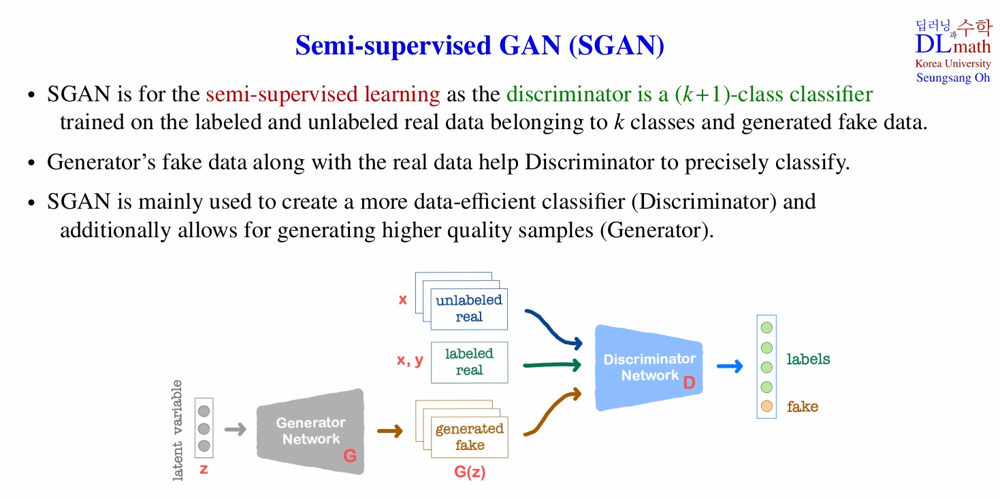 Semi-supervised GAN (SGAN)
딥러닝과 수학
DL math
Korea University
Seungsang Oh
• SGAN is for the semi-supervised learning as the discriminator is a (k+1)-class classifier
trained on the labeled and unlabeled real data belonging to k classes and generated fake data.
• Generator’s fake data along with the real data help Discriminator to precisely classify.
• SGAN is mainly used to create a more data-efficient classifier (Discriminator) and
additionally allows for generating higher quality samples (Generator).
x
unlabeled
real
x, y
labeled
real
Discriminator
Network
D
labels
fake
latent variable
z
Generator
Network
G
generated
fake
G(z)